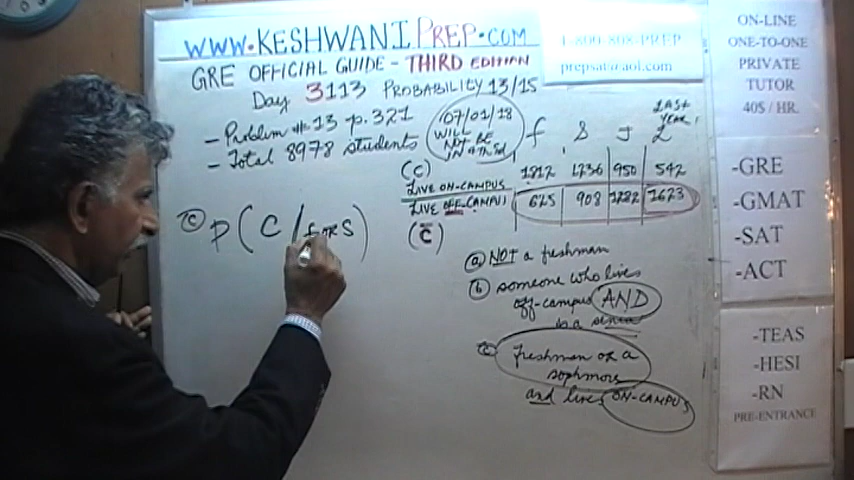 WWW.KESHWANIPREP.COM
1-800-808-PREP
prepsat@aol.com
GRE OFFICIAL GUIDE - THIRD EDITION
Day 3113 PROBABILITY 13/15
- Problem # 13 p.321
- Total 8978 students
07/01/18
WILL
NOT BE
IN
LAST
YEAR
f S J L
(C) 1812 1236 950 542
LIVE ON-CAMPUS
LIVE OFF-CAMPUS 625 908 1282 1623
(C̄)
(c) P(C/f or S)
(a) NOT a freshman
(b) someone who lives
off-campus AND
is a senior
(c) freshman or a
sophmore
and lives ON-CAMPUS
ON-LINE
ONE-TO-ONE
PRIVATE
TUTOR
40$ / HR.
-GRE
-GMAT
-SAT
-ACT
-TEAS
-HESI
-RN
PRE-ENTRANCE